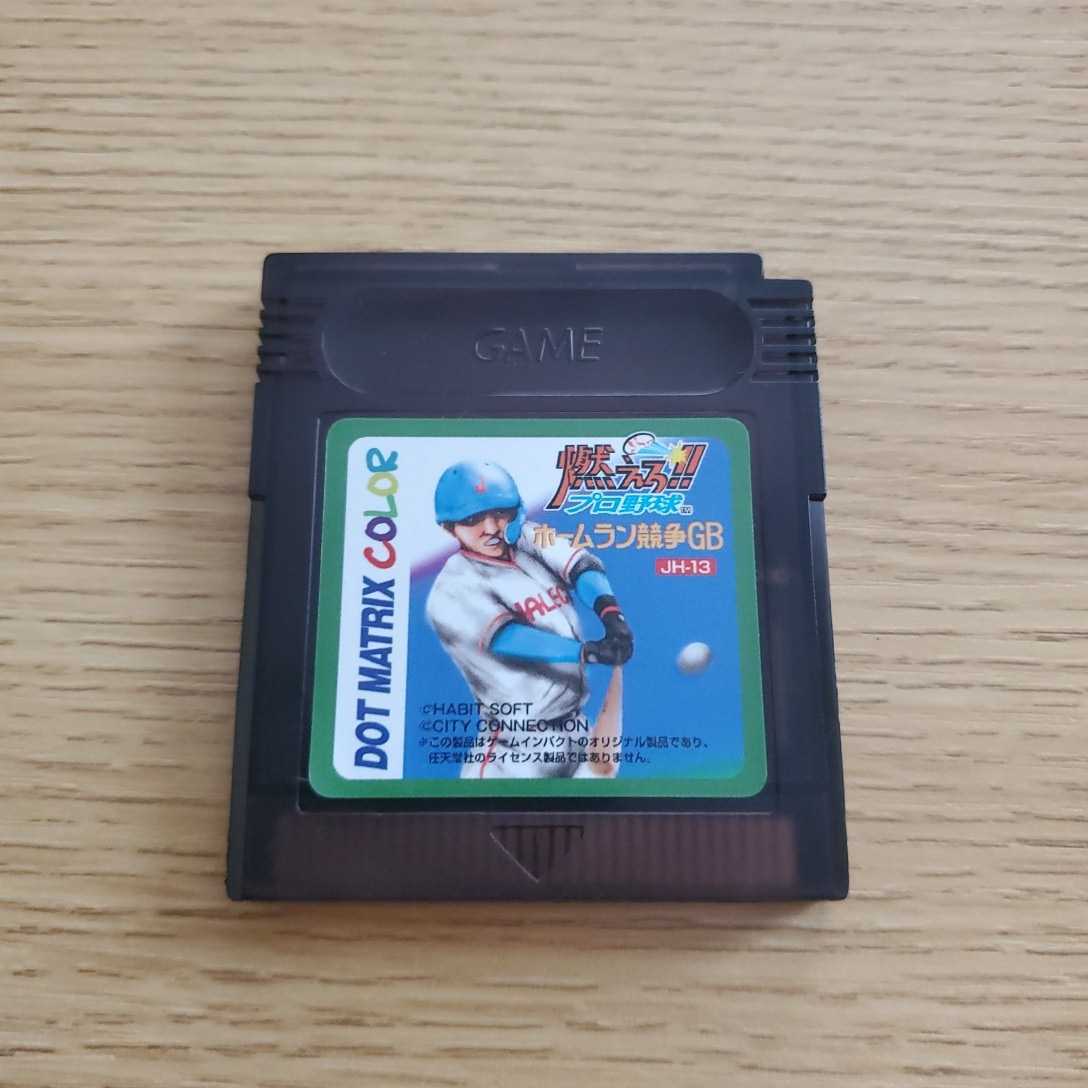 GAME
DOT MATRIX COLOR
燃えろ!!
プロ野球
ホームラン競争GB
JH-13
©HABIT SOFT
©CITY CONNECTION
※この製品はゲームインパクトのオリジナル製品であり、
任天堂社のライセンス製品ではありません。